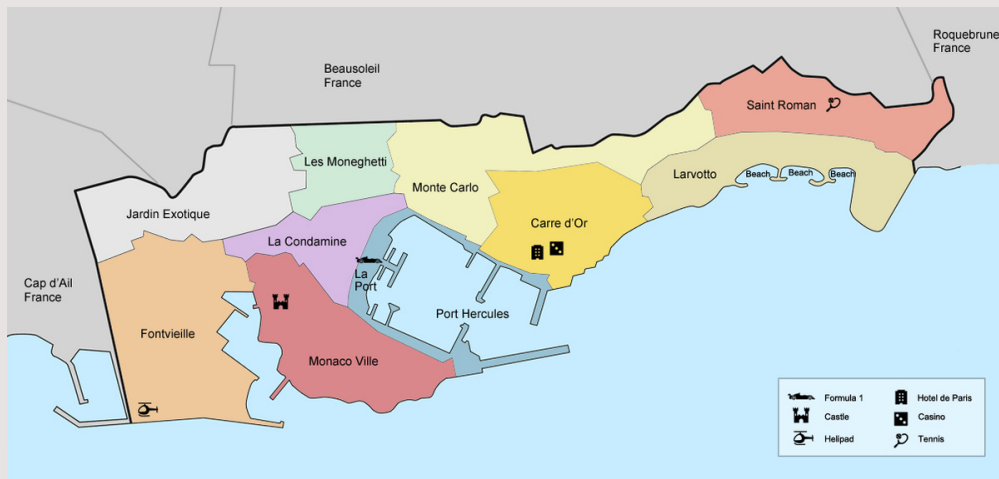 Roquebrune
France
Beausoleil
France
Saint Roman
Les Moneghetti
Larvotto
Beach
Beach
Beach
Monte Carlo
Jardin Exotique
Carre d'Or
La Condamine
La
Port
Cap d'Ail
France
Port Hercules
Fontvieille
Monaco Ville
Formula 1
Hotel de Paris
Castle
Casino
Helipad
Tennis